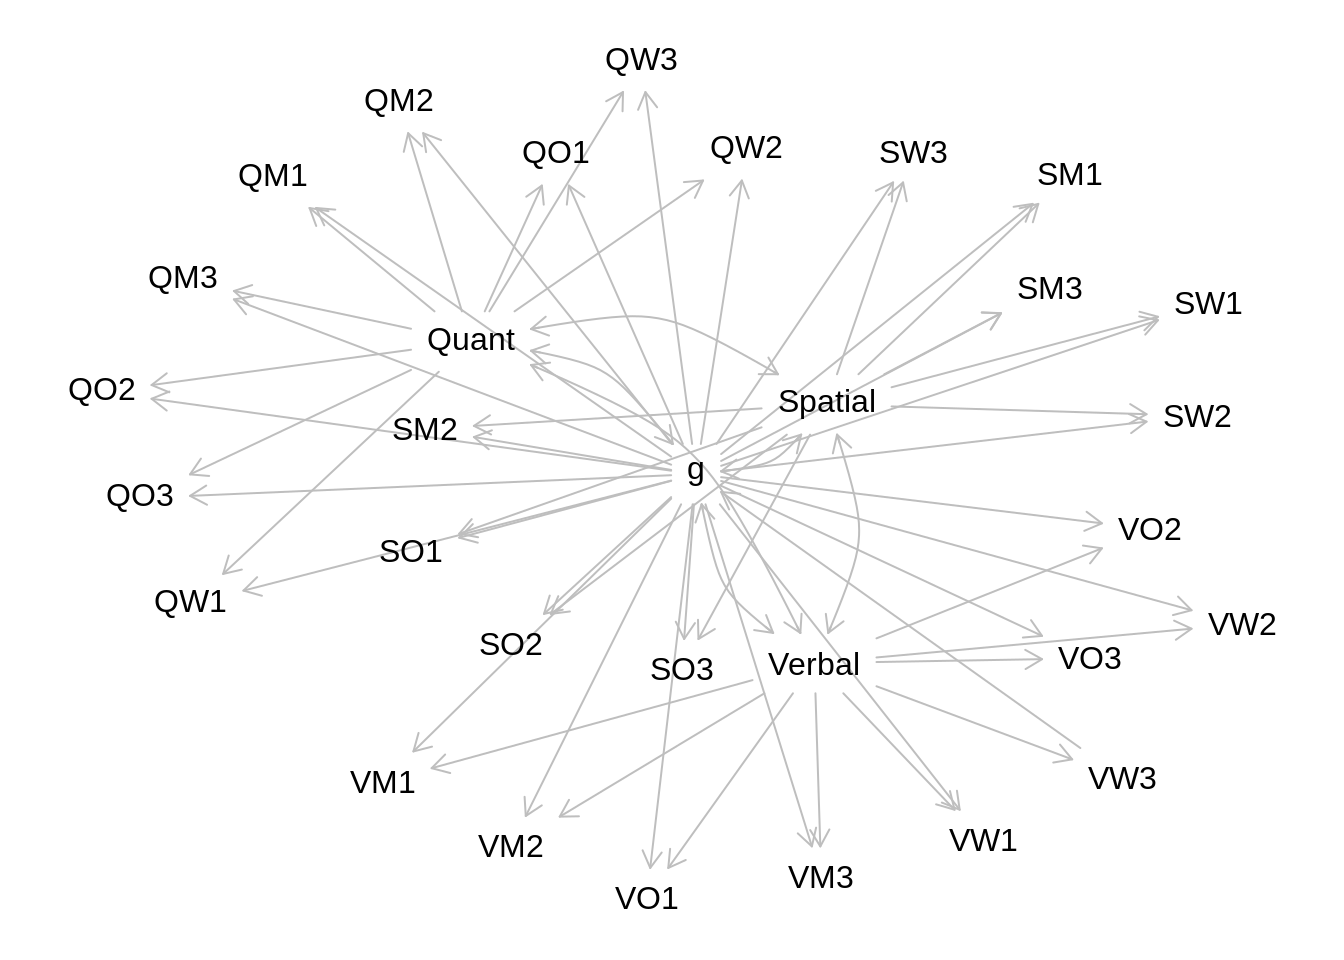 QW3
QM2
QO1
QW2
SW3
QM1
SM1
QM3
SM3
SW1
Quant
QO2
Spatial
SW2
SM2
g
QO3
VO2
SO1
QW1
VW2
SO2
VO3
SO3
Verbal
VM1
VW3
VM2
VW1
VM3
VO1